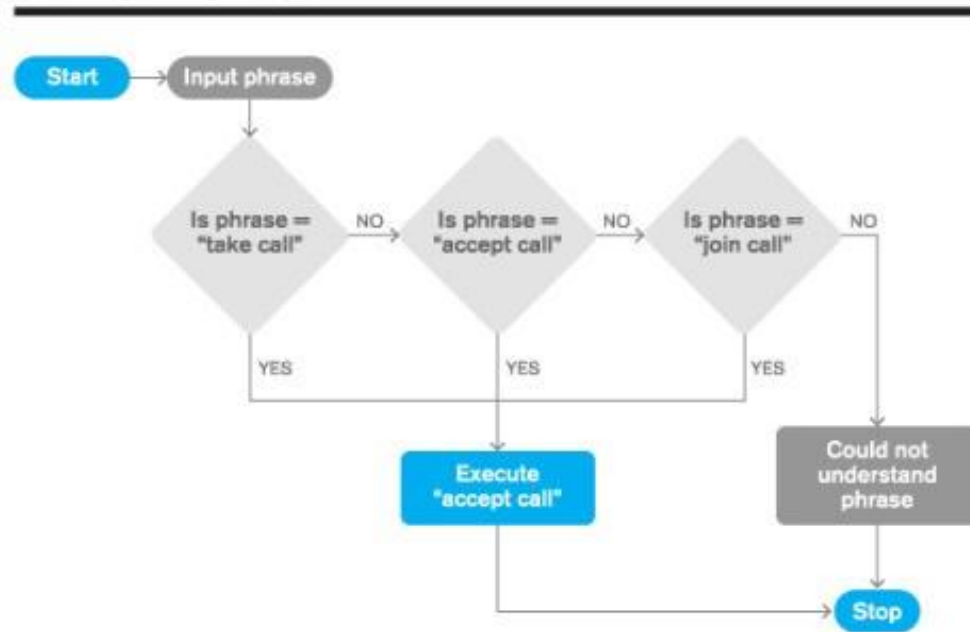 Start
Input phrase
Is phrase =
“take call”
NO
Is phrase =
“accept call”
NO
Is phrase =
“join call”
NO
YES
YES
YES
Execute
“accept call”
Could not
understand
phrase
Stop